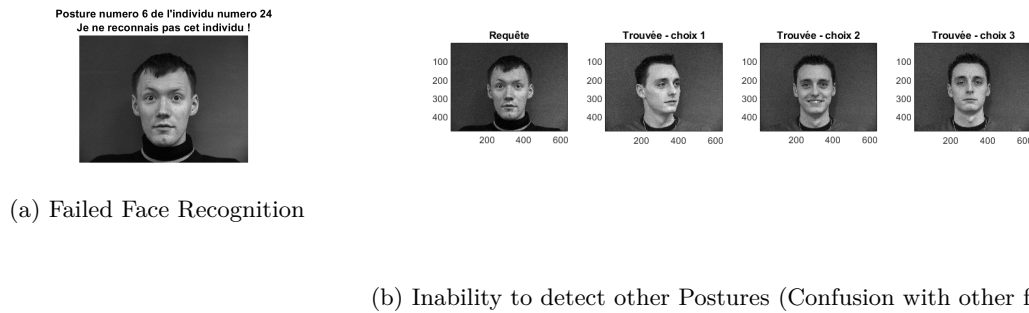 Posture numero 6 de l'individu numero 24
Je ne reconnais pas cet individu !
(a) Failed Face Recognition
Requête
100
200
300
400
200 400 600
Trouvée - choix 1
100
200
300
400
200 400 600
Trouvée - choix 2
100
200
300
400
200 400 600
Trouvée - choix 3
100
200
300
400
200 400 600
(b) Inability to detect other Postures (Confusion with other f